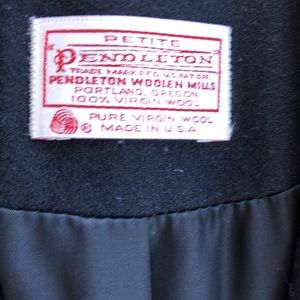 PETITE
"PENDLETON"
TRADE MARK REG. U.S. PAT. OFF.
PENDLETON WOOLEN MILLS
PORTLAND, OREGON
100% VIRGIN WOOL
PURE VIRGIN WOOL
© MADE IN U.S.A.